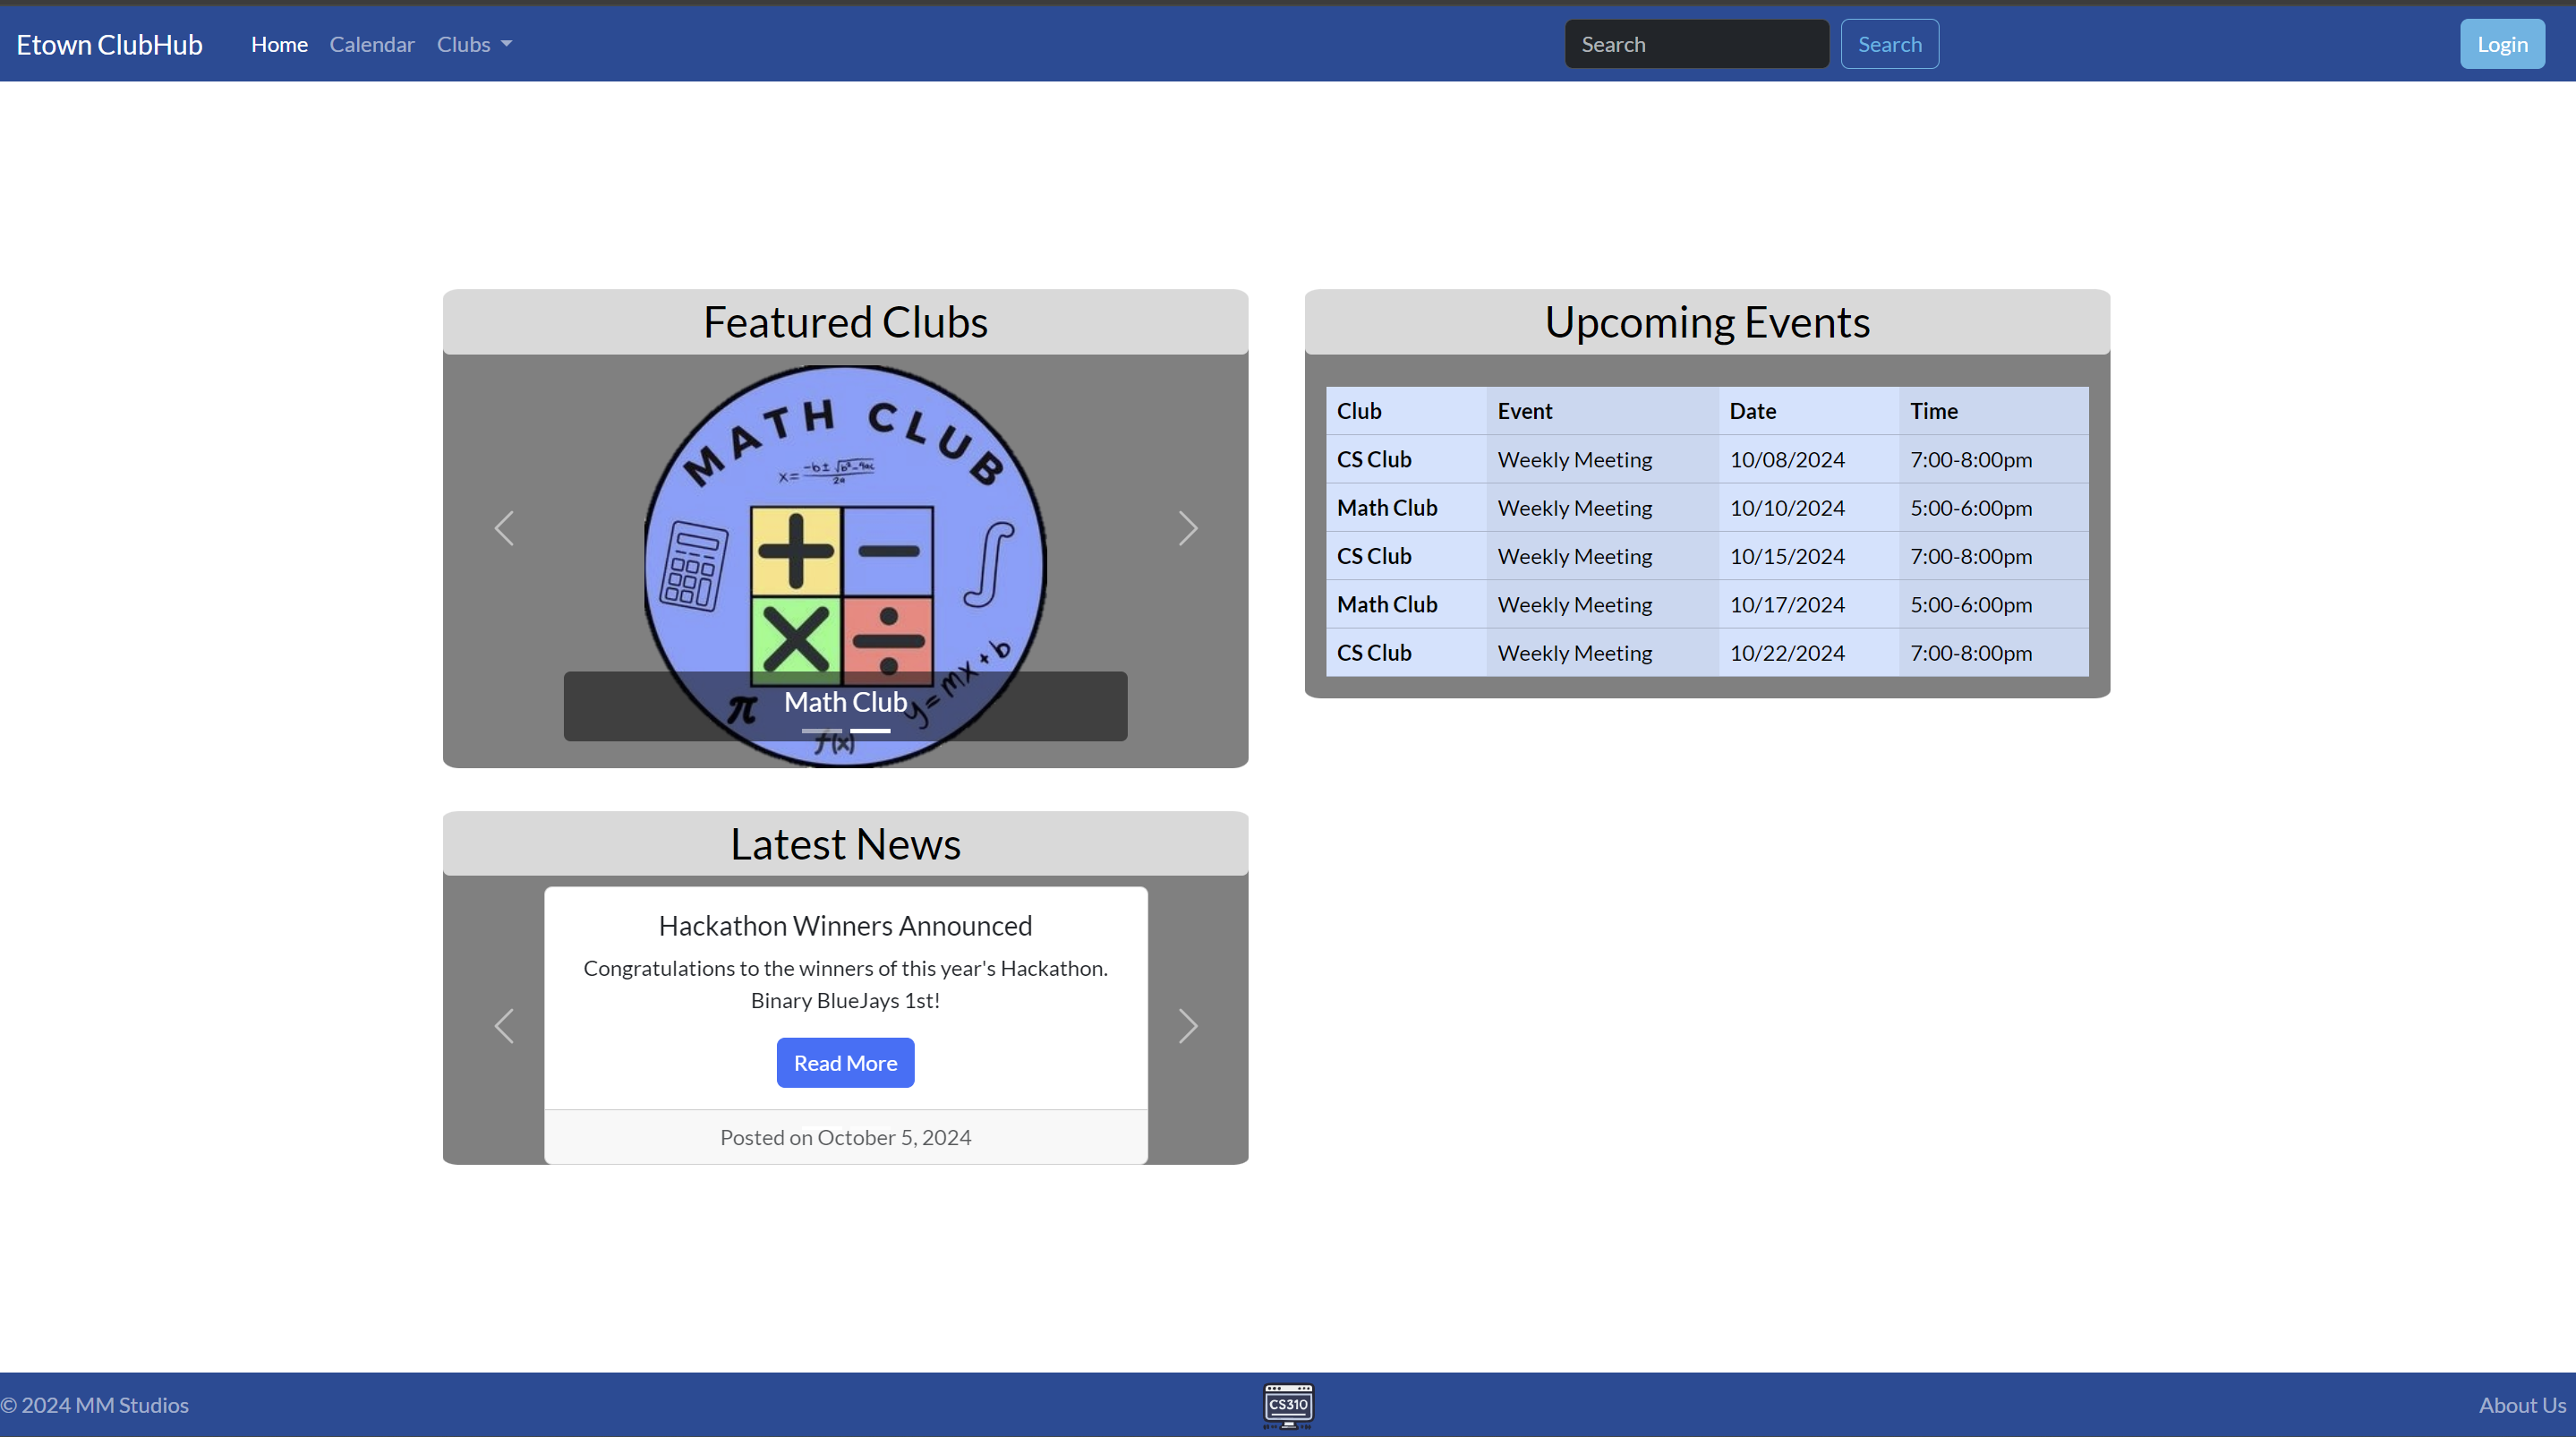 Etown ClubHub Home Calendar Clubs Search Search Login
Featured Clubs
MATH CLUB
x = -b ± √b²-4ac
2a
+ −
× ÷
π y = mx + b
Math Club
f(x)
Upcoming Events
Club Event Date Time
CS Club Weekly Meeting 10/08/2024 7:00-8:00pm
Math Club Weekly Meeting 10/10/2024 5:00-6:00pm
CS Club Weekly Meeting 10/15/2024 7:00-8:00pm
Math Club Weekly Meeting 10/17/2024 5:00-6:00pm
CS Club Weekly Meeting 10/22/2024 7:00-8:00pm
Latest News
Hackathon Winners Announced
Congratulations to the winners of this year's Hackathon.
Binary BlueJays 1st!
Read More
Posted on October 5, 2024
© 2024 MM Studios
CS310
About Us